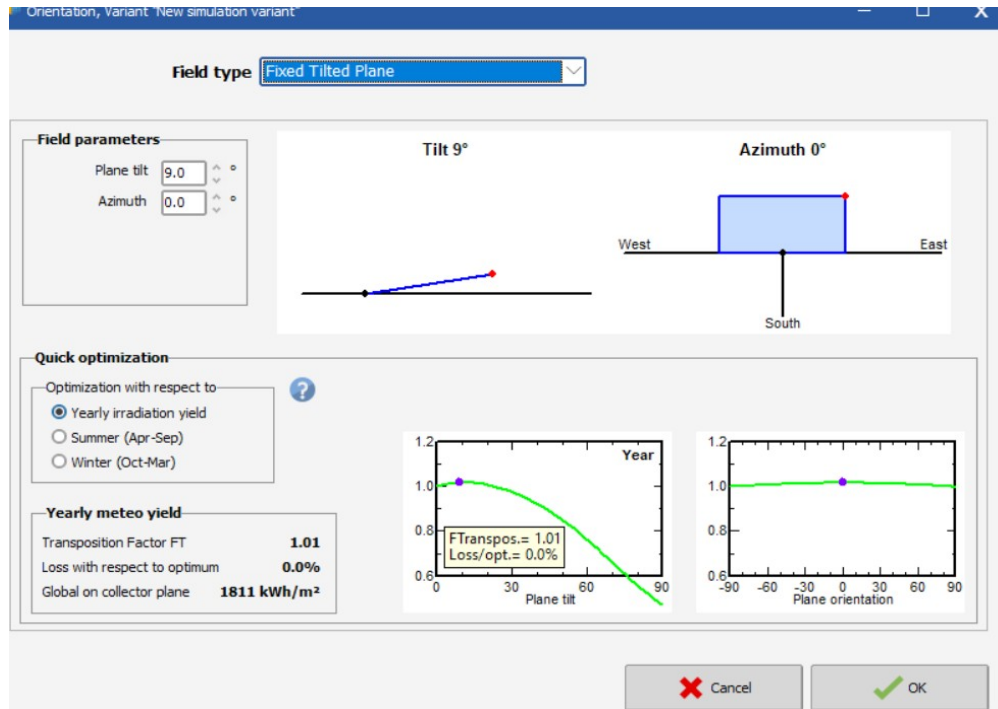 Orientation, Variant "New simulation variant"
Field type Fixed Tilted Plane
Field parameters
Plane tilt 9.0 °
Azimuth 0.0 °
Tilt 9°
Azimuth 0°
West East
South
Quick optimization
Optimization with respect to
Yearly irradiation yield
Summer (Apr-Sep)
Winter (Oct-Mar)
?
Yearly meteo yield
Transposition Factor FT 1.01
Loss with respect to optimum 0.0%
Global on collector plane 1811 kWh/m²
Year
1.2
1.0
0.8
0.6
FTranspos.= 1.01
Loss/opt.= 0.0%
0 30 60 90
Plane tilt
1.2
1.0
0.8
0.6
-90 -60 -30 0 30 60 90
Plane orientation
Cancel
OK